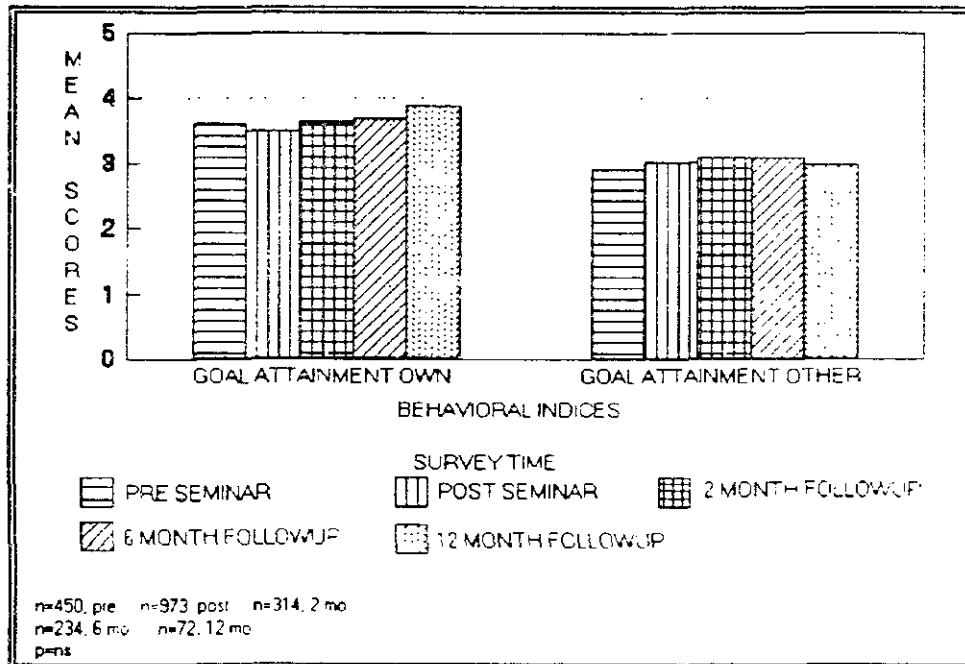 MEAN SCORES
5
4
3
2
1
0
GOAL ATTAINMENT OWN GOAL ATTAINMENT OTHER
BEHAVIORAL INDICES
SURVEY TIME
PRE SEMINAR POST SEMINAR 2 MONTH FOLLOWUP
6 MONTH FOLLOWUP 12 MONTH FOLLOWUP
n=450, pre n=973 post n=314, 2 mo
n=234, 6 mo n=72, 12 mo
p=ns